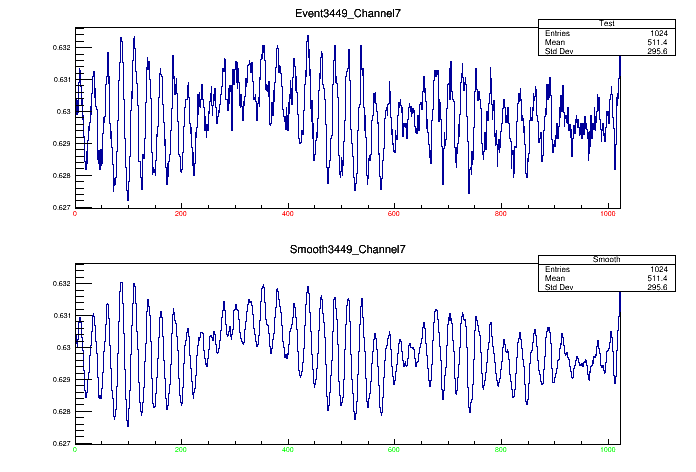 Event3449_Channel7
Test
Entries 1024
Mean 511.4
Std Dev 295.6
0.632
0.631
0.63
0.629
0.628
0.627
0 200 400 600 800 1000
Smooth3449_Channel7
Smooth
Entries 1024
Mean 511.4
Std Dev 295.6
0.632
0.631
0.63
0.629
0.628
0.627
0 200 400 600 800 1000